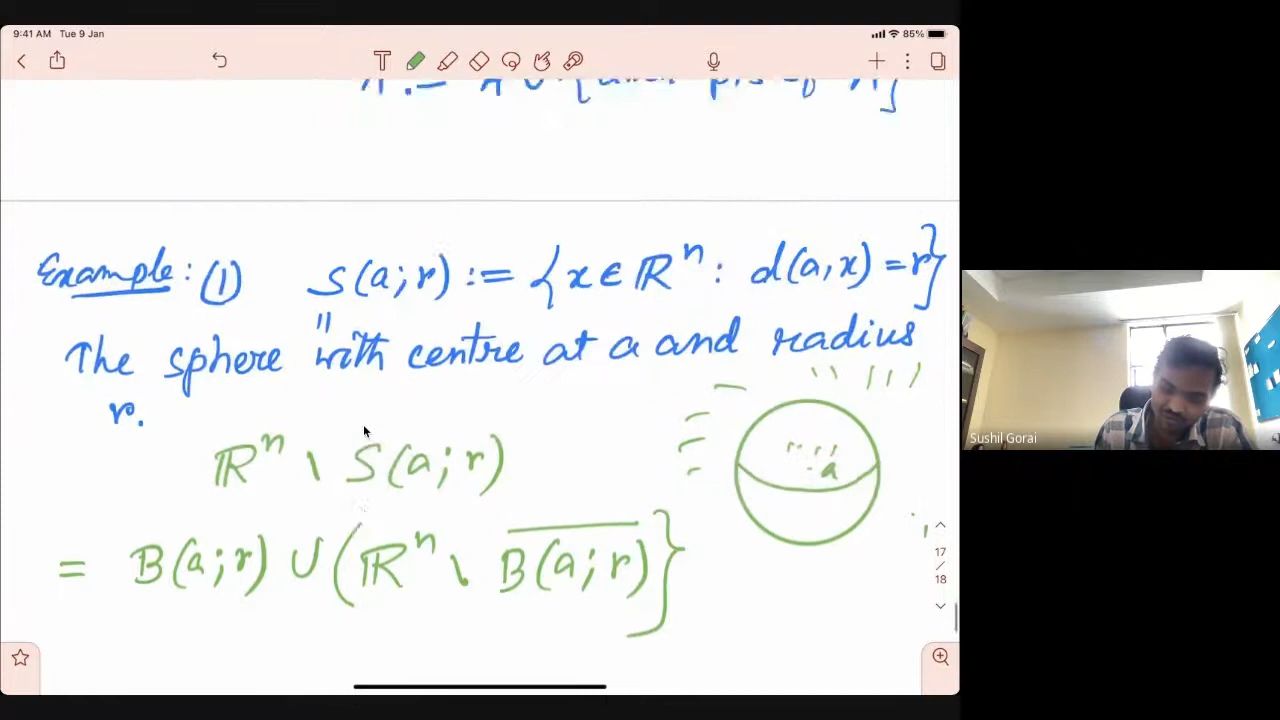 9:41 AM Tue 9 Jan
85%
Example: (1) S(a;r) := {x ∈ ℝⁿ : d(a,x) = r}
"
The sphere with centre at a and radius
r.
ℝⁿ \ S(a;r)
a
= B(a;r) ∪ (ℝⁿ \ \overline{B(a;r)}}
17
/
18
Sushil Gorai